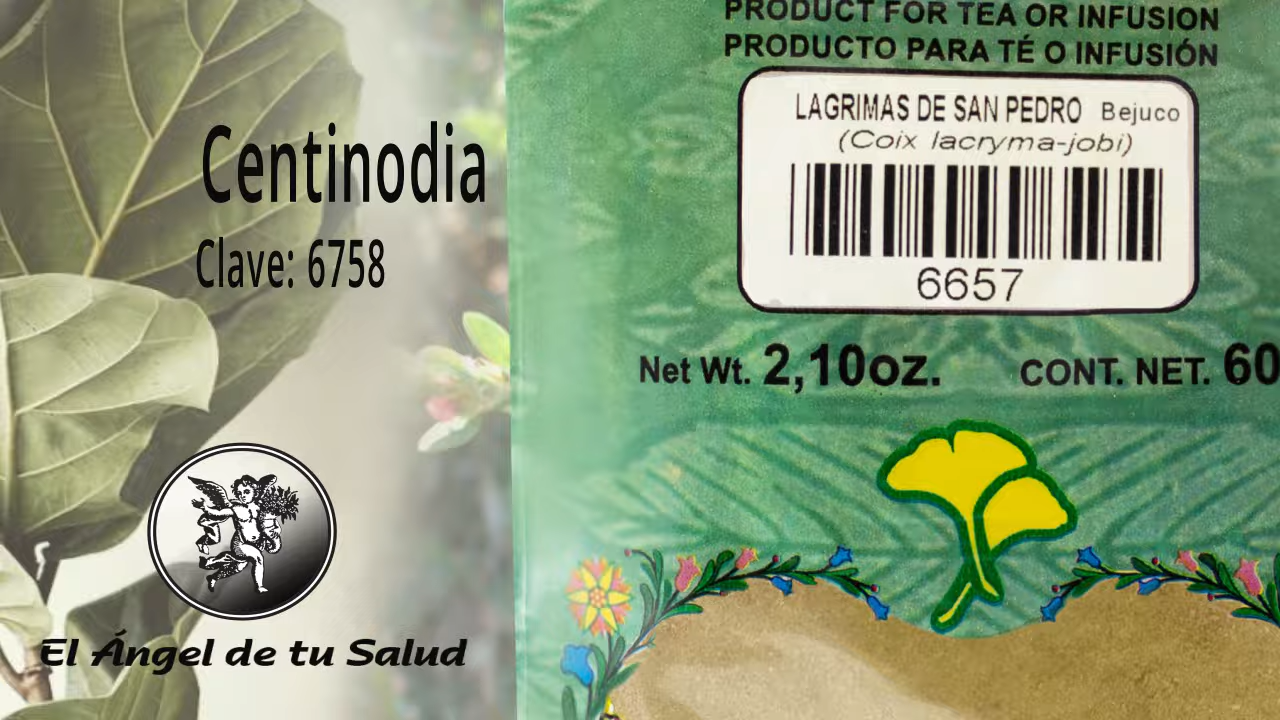 Centinodia
Clave: 6758
El Ángel de tu Salud
PRODUCT FOR TEA OR INFUSION
PRODUCTO PARA TÉ O INFUSIÓN
LAGRIMAS DE SAN PEDRO Bejuco
(Coix lacryma-jobi)
6657
Net Wt. 2,10oz. CONT. NET. 60